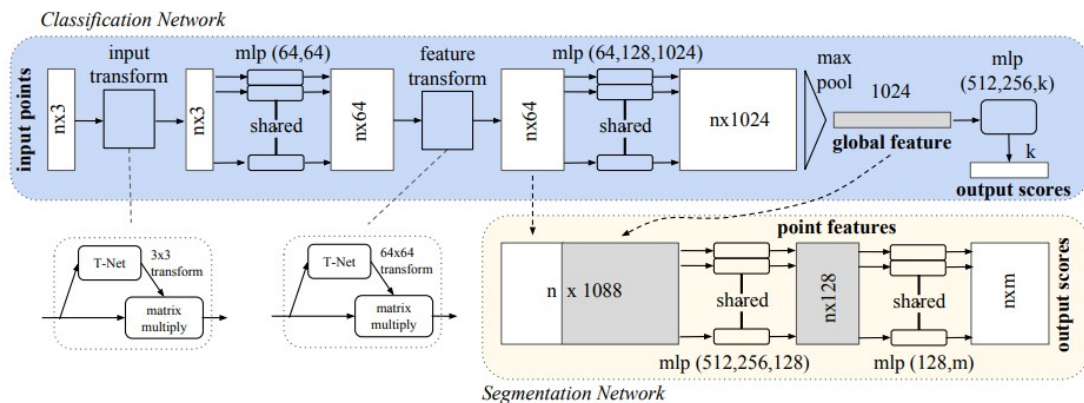 Classification Network
input points
nx3
input
transform
nx3
mlp (64,64)
shared
nx64
feature
transform
nx64
mlp (64,128,1024)
shared
nx1024
max
pool
1024
global feature
mlp
(512,256,k)
k
output scores
T-Net
3x3
transform
matrix
multiply
T-Net
64x64
transform
matrix
multiply
point features
n x 1088
shared
mlp (512,256,128)
nx128
shared
mlp (128,m)
nxm
output scores
Segmentation Network